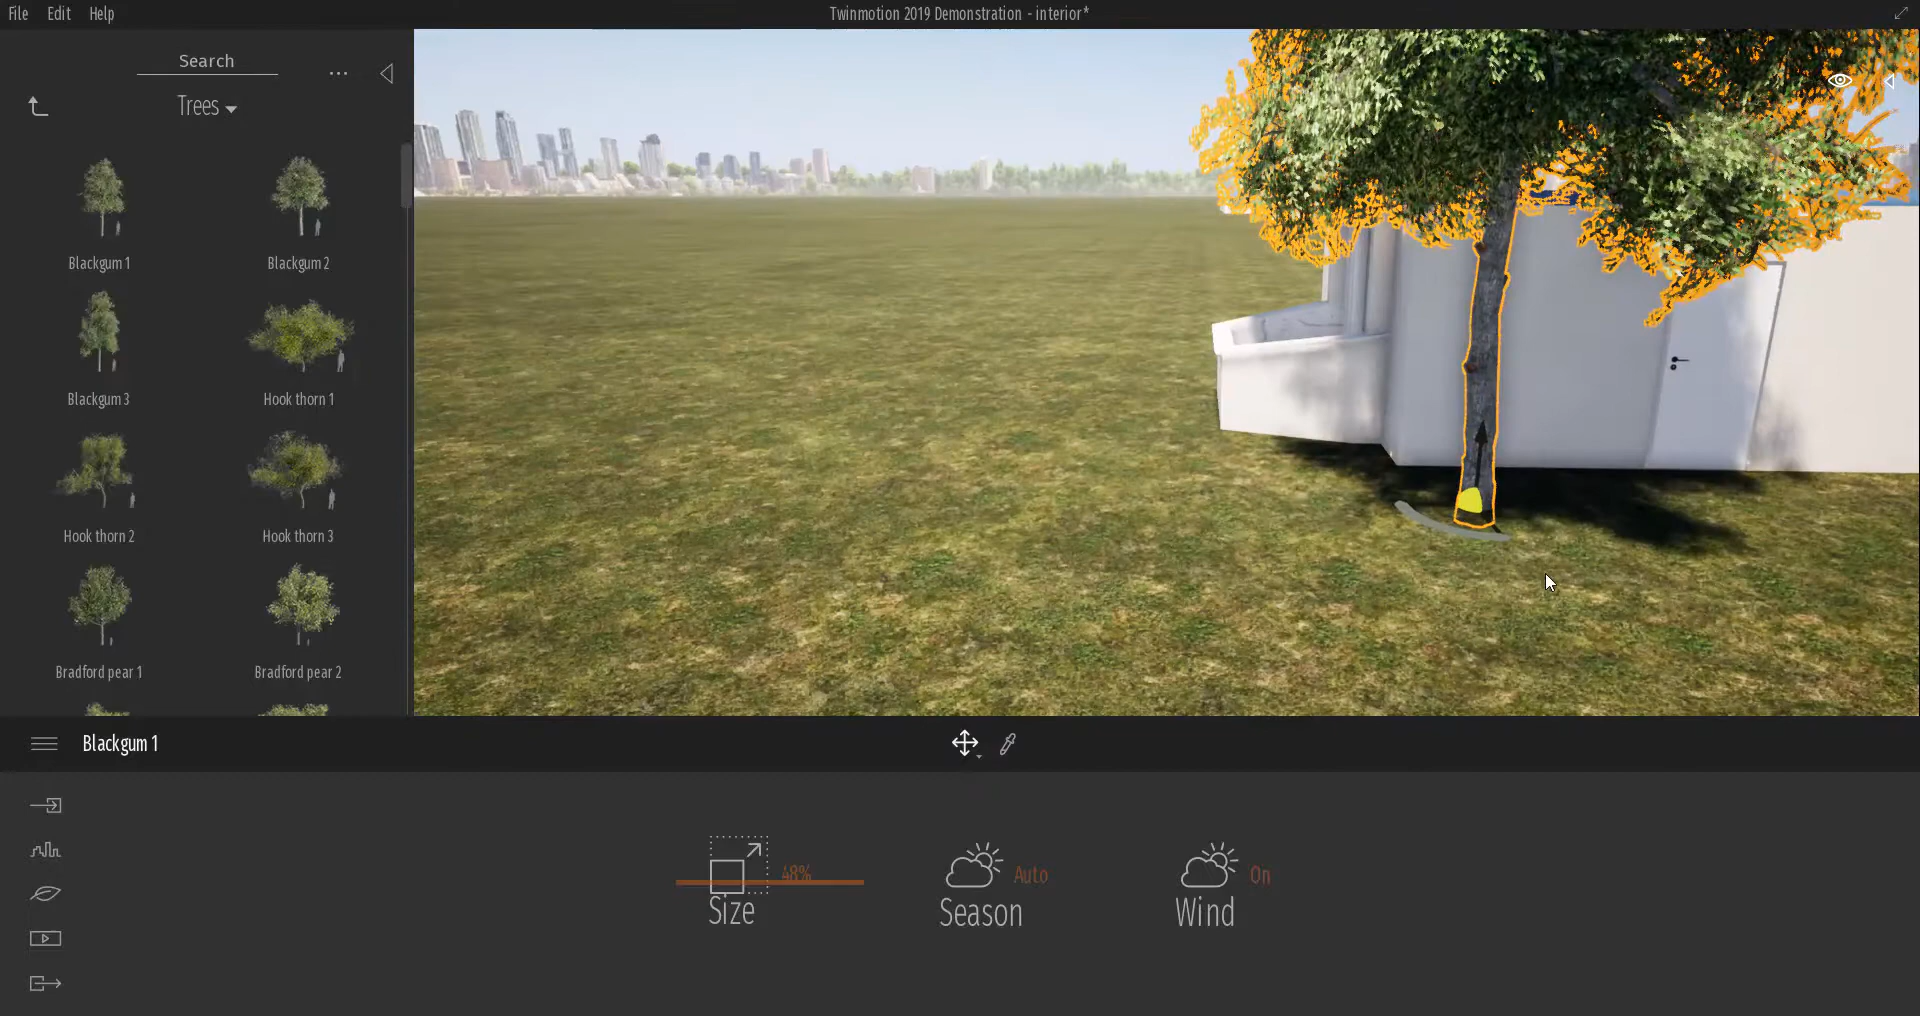 File Edit Help
Twinmotion 2019 Demonstration - interior*
Search
Trees
Blackgum 1
Blackgum 2
Blackgum 3
Hook thorn 1
Hook thorn 2
Hook thorn 3
Bradford pear 1
Bradford pear 2
Blackgum 1
48%
Size
Auto
Season
On
Wind